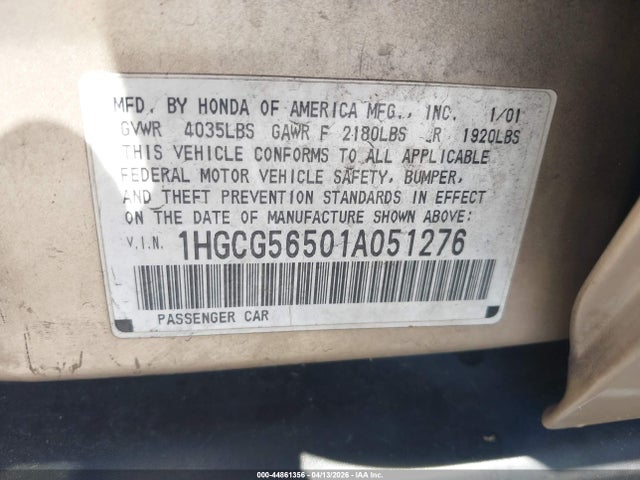 MFD. BY HONDA OF AMERICA MFG., INC. 1/01
GVWR 4035LBS GAWR F 2180LBS R 1920LBS
THIS VEHICLE CONFORMS TO ALL APPLICABLE
FEDERAL MOTOR VEHICLE SAFETY, BUMPER,
AND THEFT PREVENTION STANDARDS IN EFFECT
ON THE DATE OF MANUFACTURE SHOWN ABOVE:
V.I.N. 1HGCG56501A051276
PASSENGER CAR
000-44861356 - 04/13/2026 - COPYRIGHT © IAA